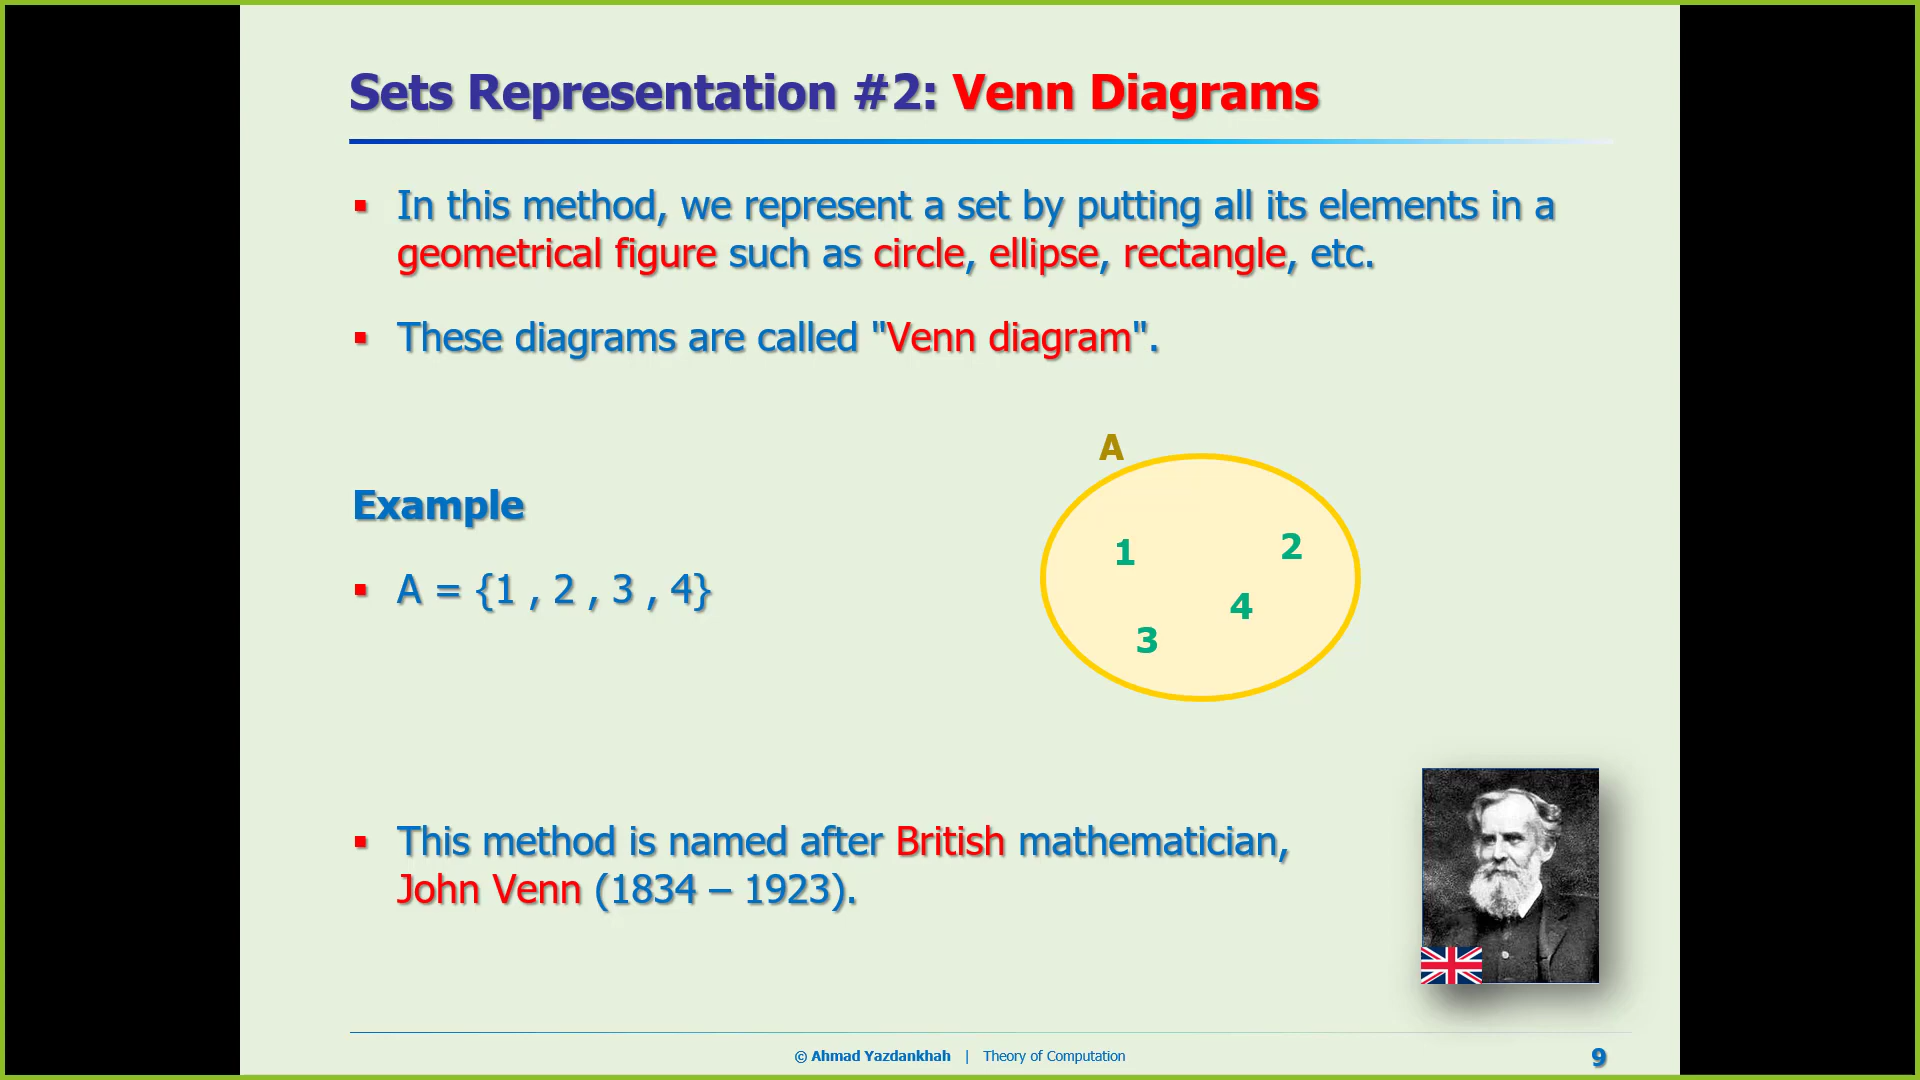 Sets Representation #2: Venn Diagrams
▪ In this method, we represent a set by putting all its elements in a
geometrical figure such as circle, ellipse, rectangle, etc.
▪ These diagrams are called "Venn diagram".
A
Example
1
2
▪ A = {1 , 2 , 3 , 4}
4
3
▪ This method is named after British mathematician,
John Venn (1834 – 1923).
© Ahmad Yazdankhah | Theory of Computation
9